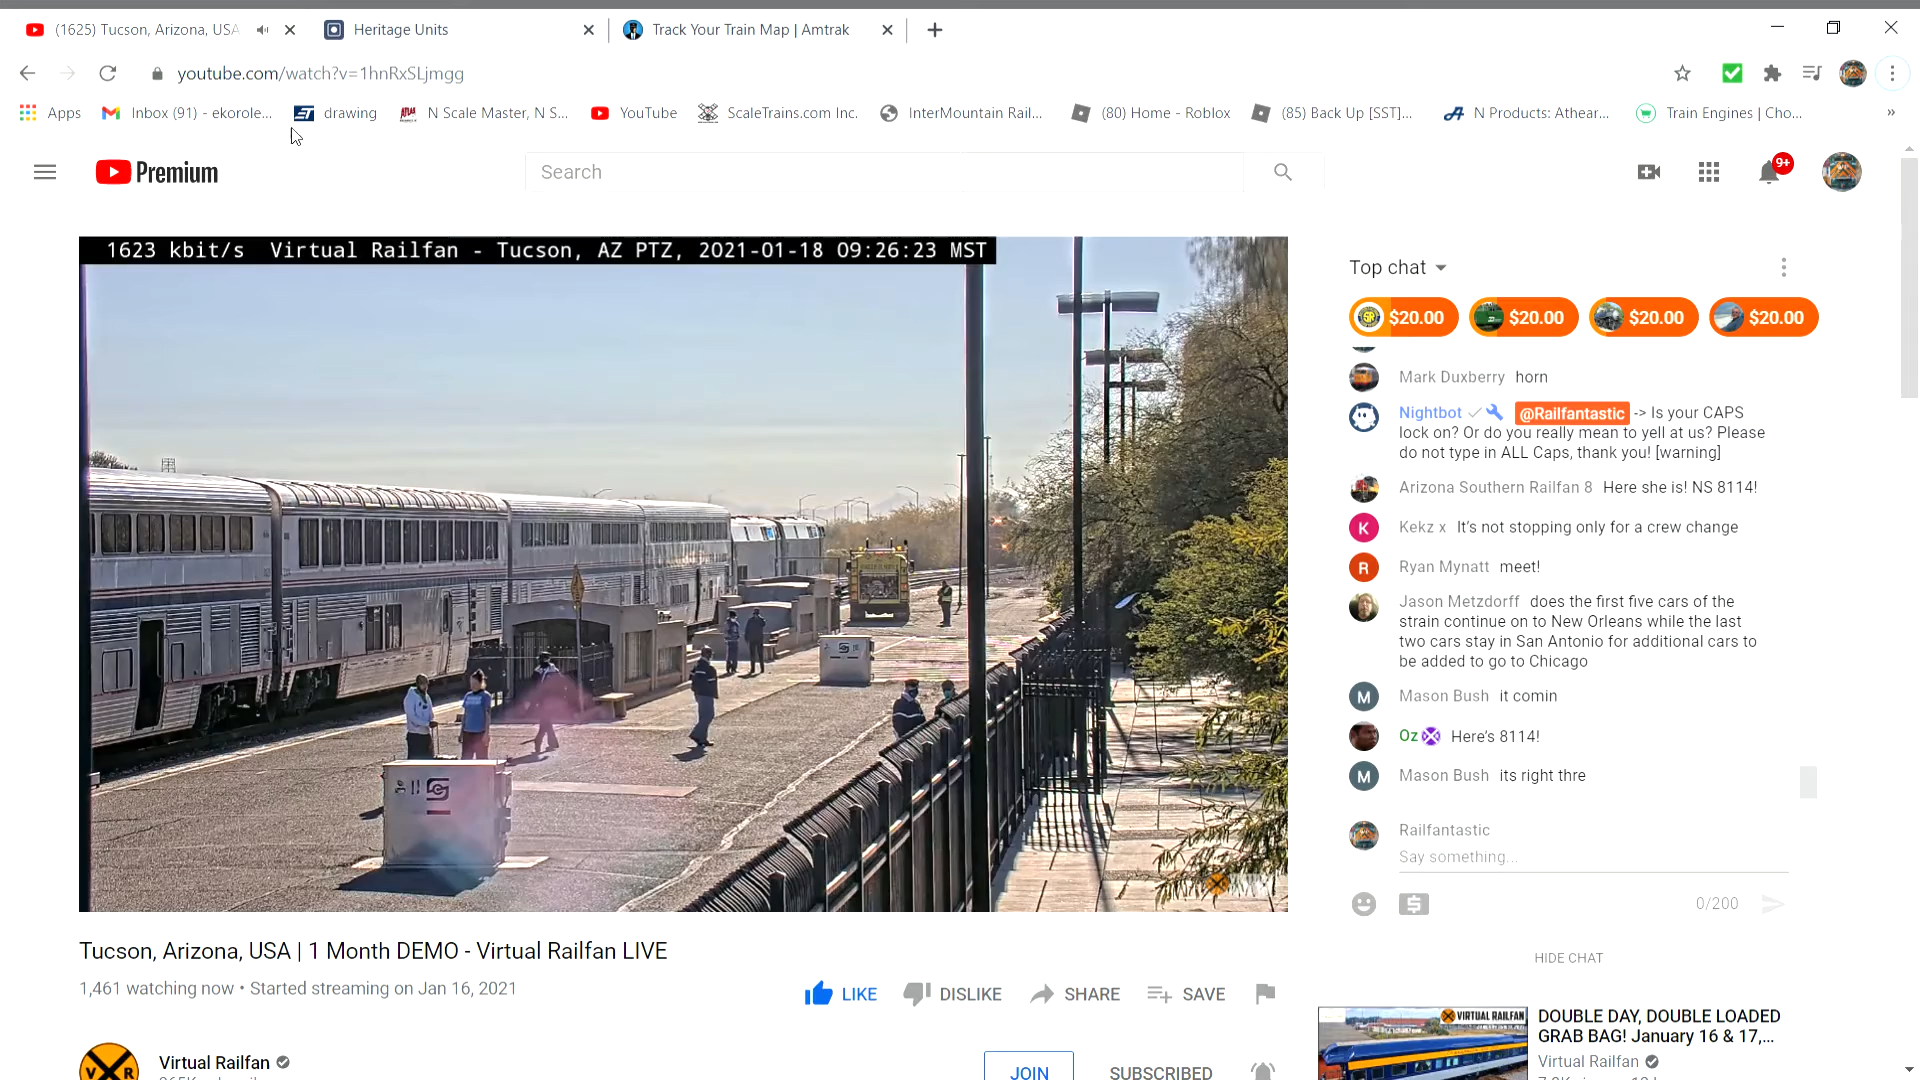 (1625) Tucson, Arizona, USA
Heritage Units
Track Your Train Map | Amtrak
youtube.com/watch?v=1hnRxSLjmgg
Apps
Inbox (91) - ekorole...
drawing
N Scale Master, N S...
YouTube
ScaleTrains.com Inc.
InterMountain Rail...
(80) Home - Roblox
(85) Back Up [SST]...
N Products: Athear...
Train Engines | Cho...
Premium
Search
9+
1623 kbit/s Virtual Railfan - Tucson, AZ PTZ, 2021-01-18 09:26:23 MST
Top chat
$20.00
$20.00
$20.00
$20.00
Mark Duxberry horn
Nightbot @Railfantastic -> Is your CAPS
lock on? Or do you really mean to yell at us? Please
do not type in ALL Caps, thank you! [warning]
Arizona Southern Railfan 8 Here she is! NS 8114!
K Kekz x It's not stopping only for a crew change
R Ryan Mynatt meet!
Jason Metzdorff does the first five cars of the
strain continue on to New Orleans while the last
two cars stay in San Antonio for additional cars to
be added to go to Chicago
M Mason Bush it comin
Oz Here's 8114!
M Mason Bush its right thre
Railfantastic
Say something...
0/200
HIDE CHAT
Tucson, Arizona, USA | 1 Month DEMO - Virtual Railfan LIVE
1,461 watching now • Started streaming on Jan 16, 2021
LIKE
DISLIKE
SHARE
SAVE
VIRTUAL RAILFAN
DOUBLE DAY, DOUBLE LOADED
GRAB BAG! January 16 & 17,...
Virtual Railfan
V R
Virtual Railfan
JOIN
SUBSCRIBED